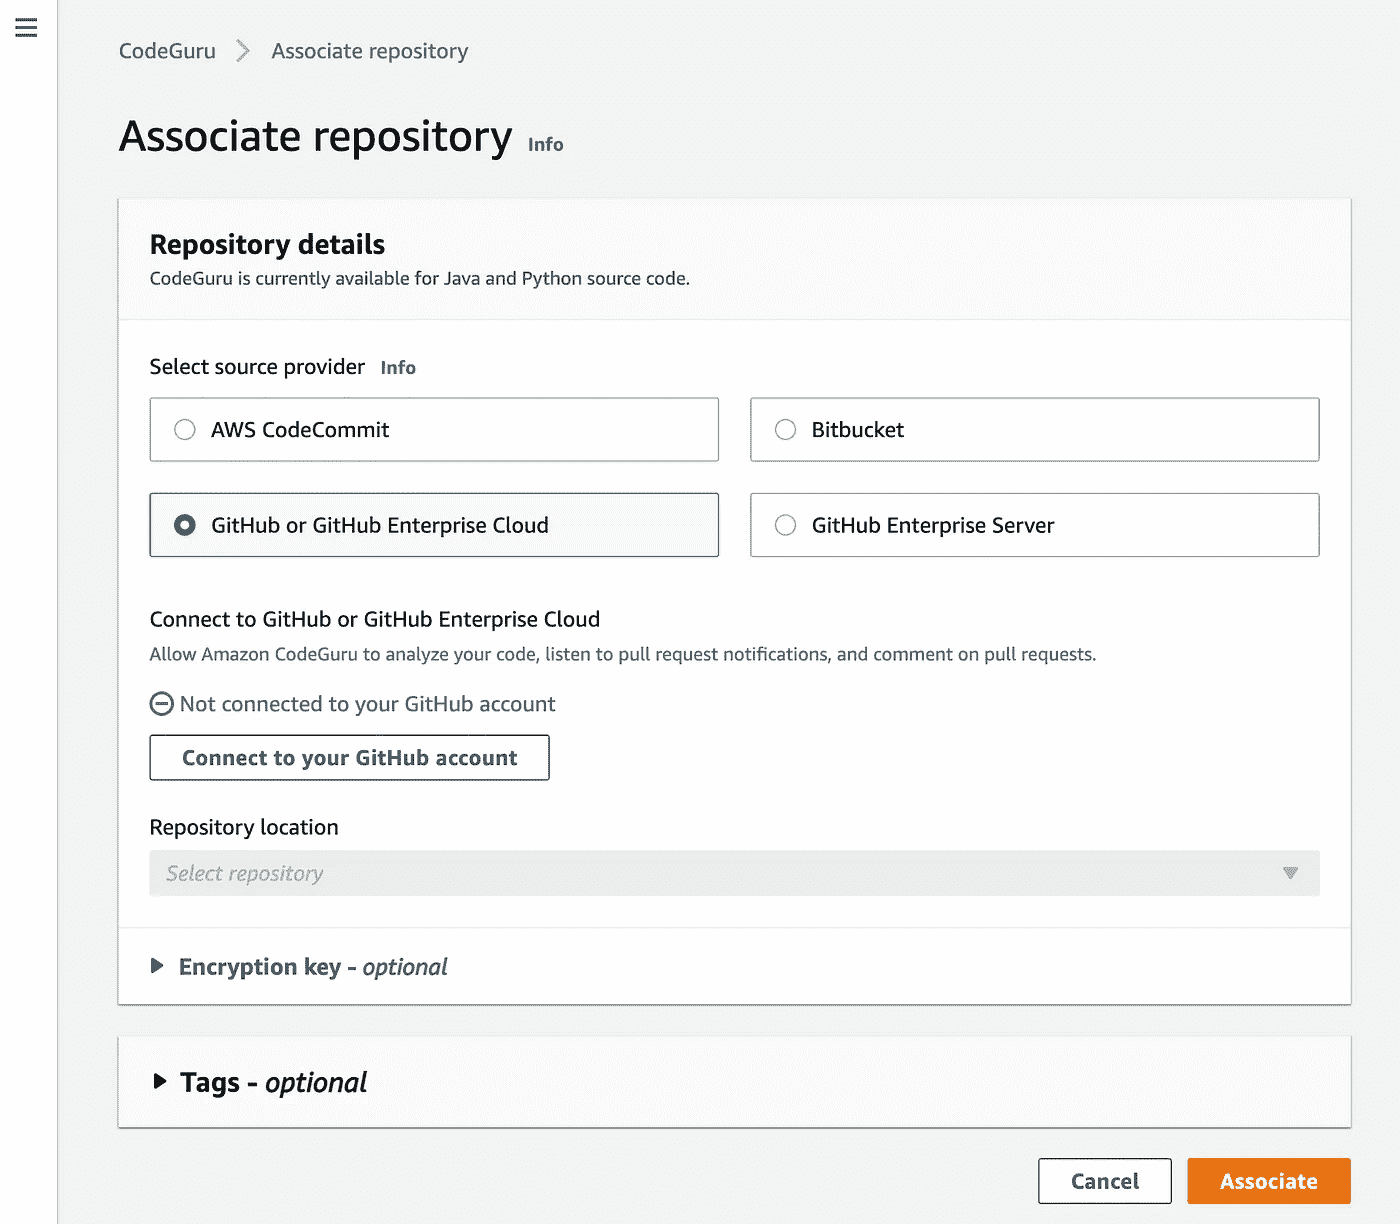 CodeGuru > Associate repository
Associate repository Info
Repository details
CodeGuru is currently available for Java and Python source code.
Select source provider Info
AWS CodeCommit
Bitbucket
GitHub or GitHub Enterprise Cloud
GitHub Enterprise Server
Connect to GitHub or GitHub Enterprise Cloud
Allow Amazon CodeGuru to analyze your code, listen to pull request notifications, and comment on pull requests.
Not connected to your GitHub account
Connect to your GitHub account
Repository location
Select repository
Encryption key - optional
Tags - optional
Cancel
Associate